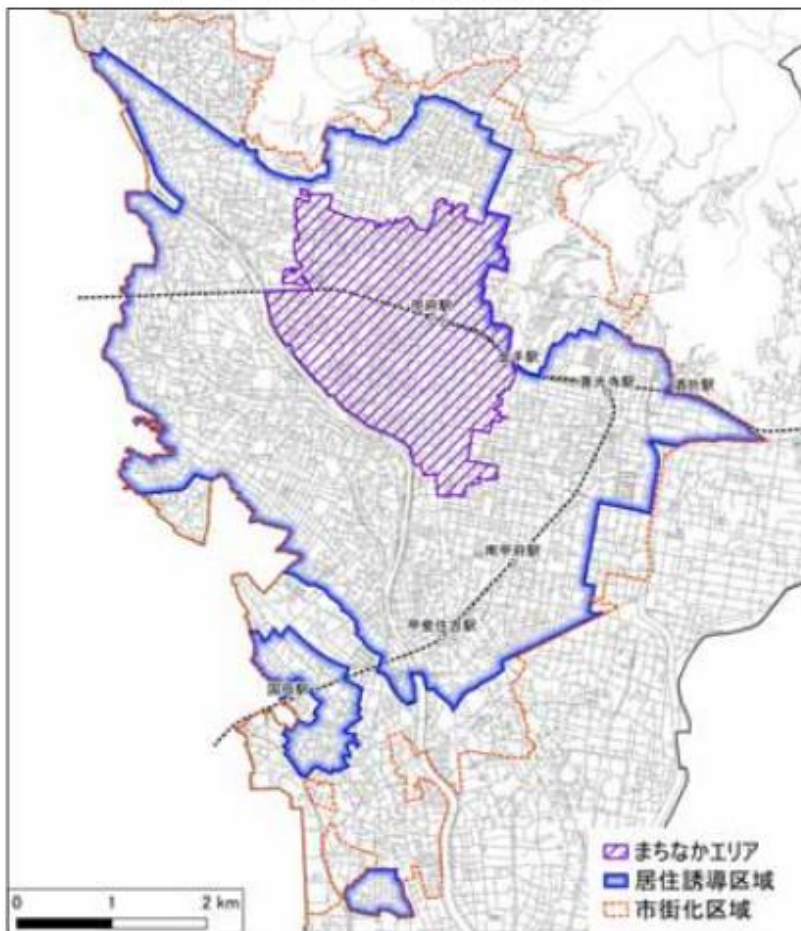 甲府駅
金手駅
善光寺駅
酒折駅
南甲府駅
甲斐住吉駅
国母駅
まちなかエリア
居住誘導区域
市街化区域
0 1 2 km